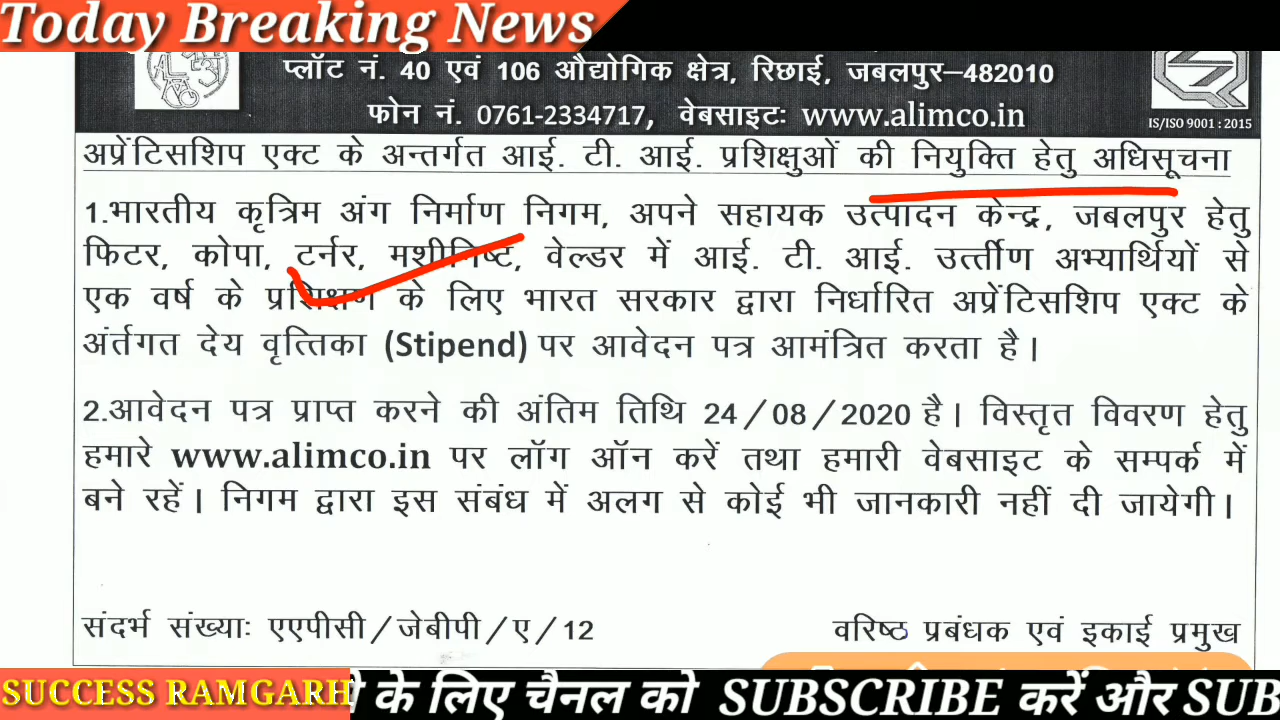 Today Breaking News
प्लॉट नं. 40 एवं 106 औद्योगिक क्षेत्र, रिछाई, जबलपुर–482010
फोन नं. 0761-2334717, वेबसाइटः www.alimco.in
IS/ISO 9001 : 2015
अप्रेंटिसशिप एक्ट के अन्तर्गत आई. टी. आई. प्रशिक्षुओं की नियुक्ति हेतु अधिसूचना
1.भारतीय कृत्रिम अंग निर्माण निगम, अपने सहायक उत्पादन केन्द्र, जबलपुर हेतु
फिटर, कोपा, टर्नर, मशीनिष्ट, वेल्डर में आई. टी. आई. उर्त्तीण अभ्यार्थियों से
एक वर्ष के प्रशिक्षण के लिए भारत सरकार द्वारा निर्धारित अप्रेंटिसशिप एक्ट के
अंर्तगत देय वृत्तिका (Stipend) पर आवेदन पत्र आमंत्रित करता है।
2.आवेदन पत्र प्राप्त करने की अंतिम तिथि 24/08/2020 है। विस्तृत विवरण हेतु
हमारे www.alimco.in पर लॉग ऑन करें तथा हमारी वेबसाइट के सम्पर्क में
बने रहें। निगम द्वारा इस संबंध में अलग से कोई भी जानकारी नहीं दी जायेगी।
संदर्भ संख्याः एएपीसी/जेबीपी/ए/12
वरिष्ठ प्रबंधक एवं इकाई प्रमुख
SUCCESS RAMGARH
के लिए चैनल को SUBSCRIBE करें और SUB